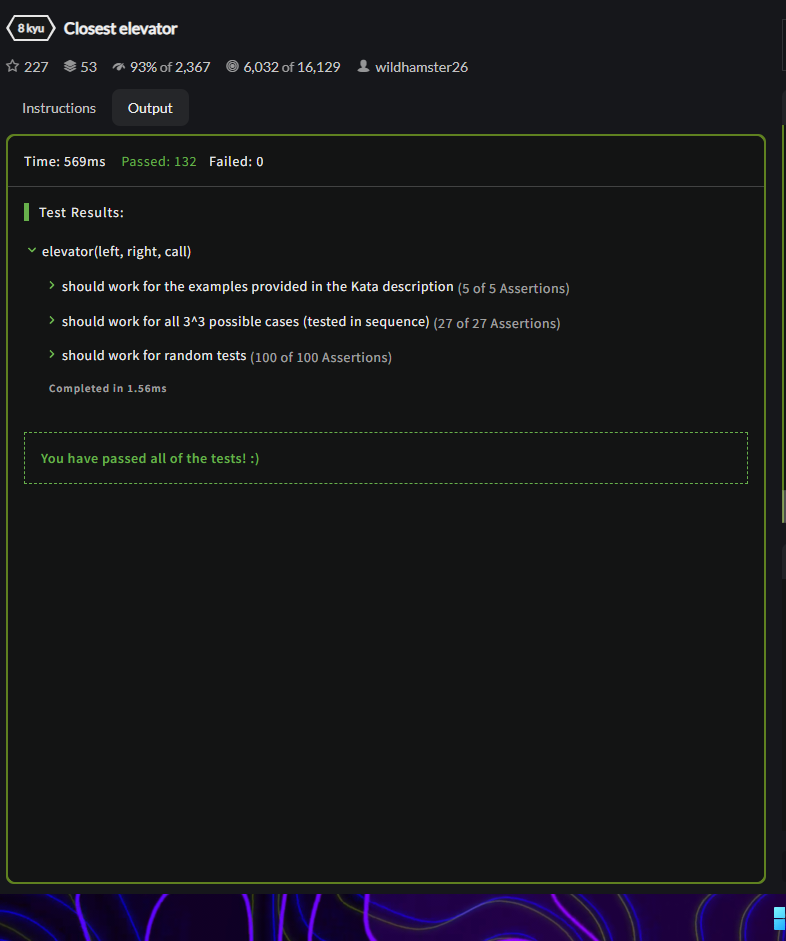 8 kyu Closest elevator
227 53 93% of 2,367 6,032 of 16,129 wildhamster26
Instructions Output
Time: 569ms Passed: 132 Failed: 0
Test Results:
elevator(left, right, call)
should work for the examples provided in the Kata description (5 of 5 Assertions)
should work for all 3^3 possible cases (tested in sequence) (27 of 27 Assertions)
should work for random tests (100 of 100 Assertions)
Completed in 1.56ms
You have passed all of the tests! :)